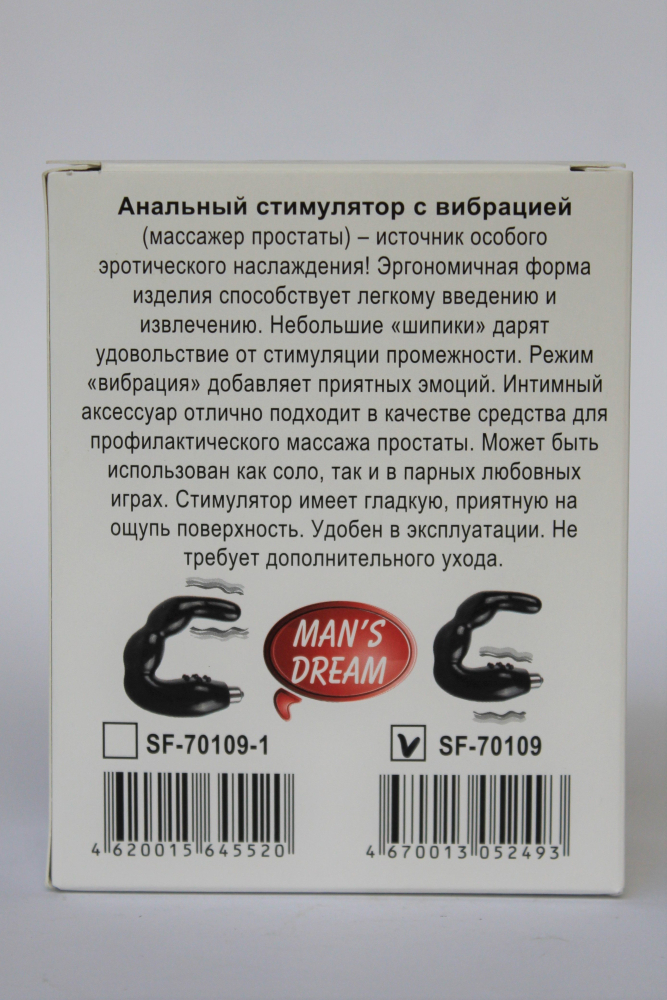 Анальный стимулятор с вибрацией
(массажер простаты) – источник особого
эротического наслаждения! Эргономичная форма
изделия способствует легкому введению и
извлечению. Небольшие «шипики» дарят
удовольствие от стимуляции промежности. Режим
«вибрация» добавляет приятных эмоций. Интимный
аксессуар отлично подходит в качестве средства для
профилактического массажа простаты. Может быть
использован как соло, так и в парных любовных
играх. Стимулятор имеет гладкую, приятную на
ощупь поверхность. Удобен в эксплуатации. Не
требует дополнительного ухода.
MAN'S
DREAM
SF-70109-1
SF-70109
4 620015 645520
4 670013 052493